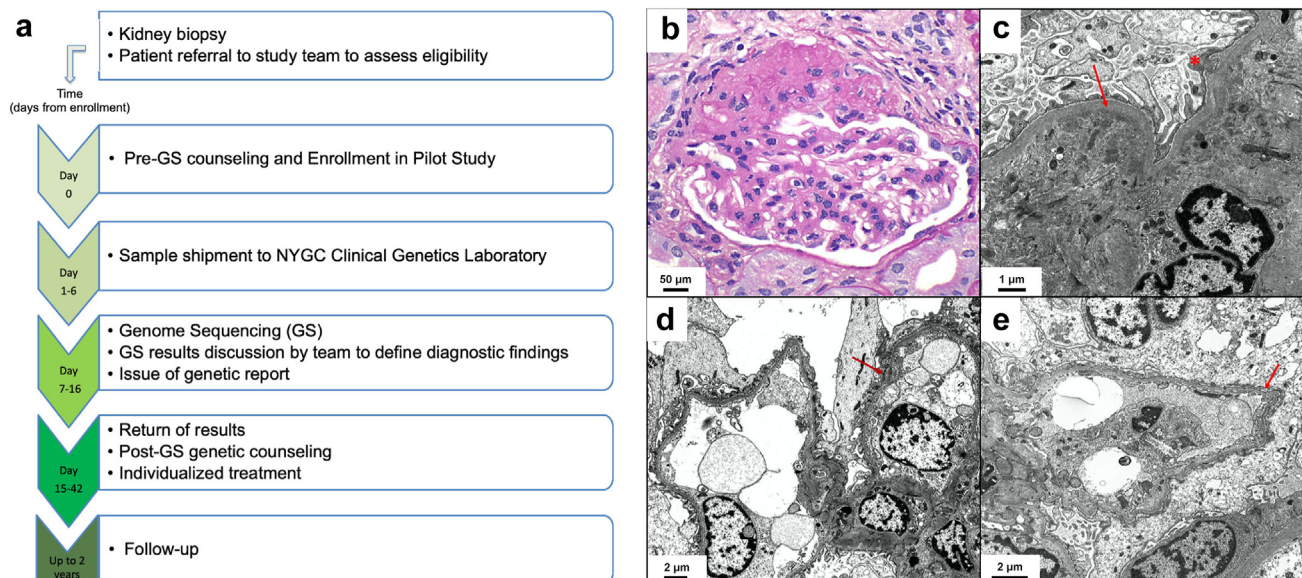 a
• Kidney biopsy
• Patient referral to study team to assess eligibility
Time
(days from enrollment)
Day
0
• Pre-GS counseling and Enrollment in Pilot Study
Day
1-6
• Sample shipment to NYGC Clinical Genetics Laboratory
Day
7-16
• Genome Sequencing (GS)
• GS results discussion by team to define diagnostic findings
• Issue of genetic report
Day
15-42
• Return of results
• Post-GS genetic counseling
• Individualized treatment
Up to 2
years
• Follow-up
b
50 µm
c
*
1 µm
d
2 µm
e
2 µm